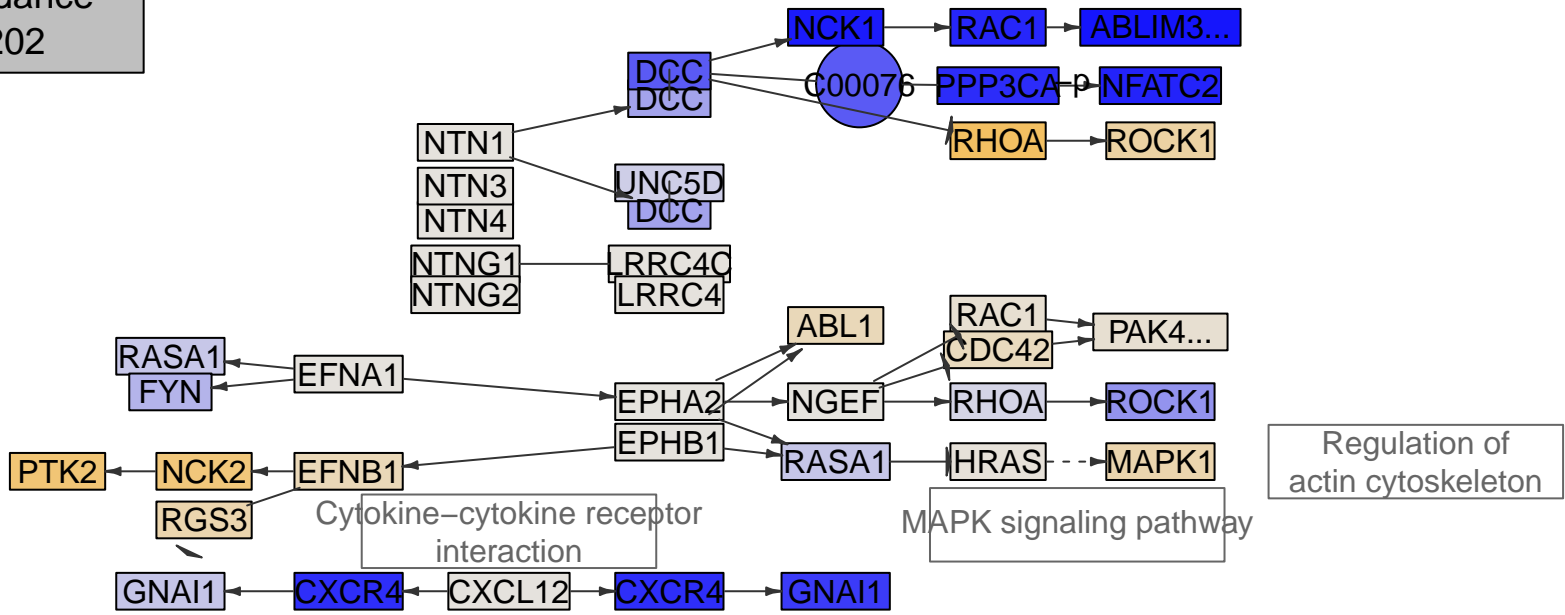 202
NCK1
RAC1
ABLIM3...
DCC
DCC
C00076
PPP3CA
+p
NFATC2
NTN1
RHOA
ROCK1
NTN3
NTN4
UNC5D
DCC
NTNG1
NTNG2
LRRC4C
LRRC4
ABL1
RAC1
CDC42
PAK4...
RASA1
FYN
EFNA1
EPHA2
EPHB1
NGEF
RHOA
ROCK1
PTK2
NCK2
EFNB1
RASA1
HRAS
MAPK1
Regulation of
actin cytoskeleton
RGS3
Cytokine−cytokine receptor
interaction
MAPK signaling pathway
GNAI1
CXCR4
CXCL12
CXCR4
GNAI1